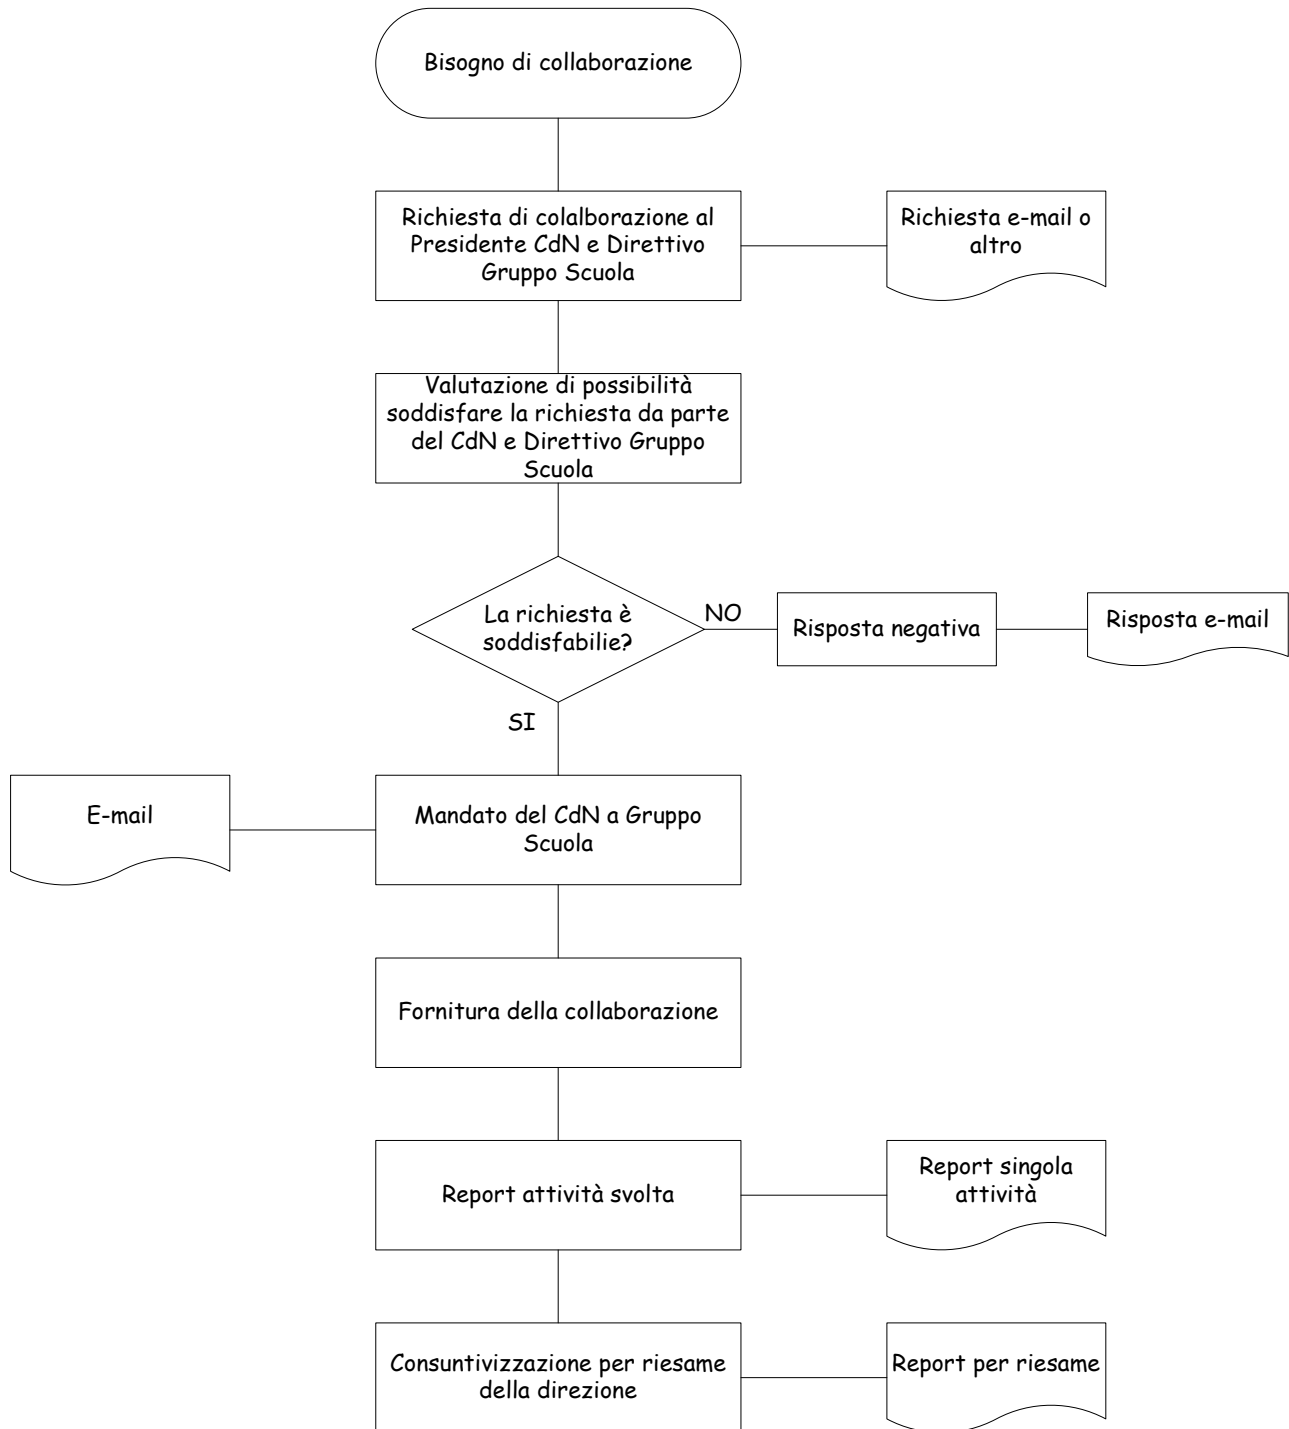 Bisogno di collaborazione
Richiesta di colalborazione al
Presidente CdN e Direttivo
Gruppo Scuola
Richiesta e-mail o
altro
Valutazione di possibilità
soddisfare la richiesta da parte
del CdN e Direttivo Gruppo
Scuola
La richiesta è
soddisfabilie?
NO
Risposta negativa
Risposta e-mail
SI
E-mail
Mandato del CdN a Gruppo
Scuola
Fornitura della collaborazione
Report attività svolta
Report singola
attività
Consuntivizzazione per riesame
della direzione
Report per riesame